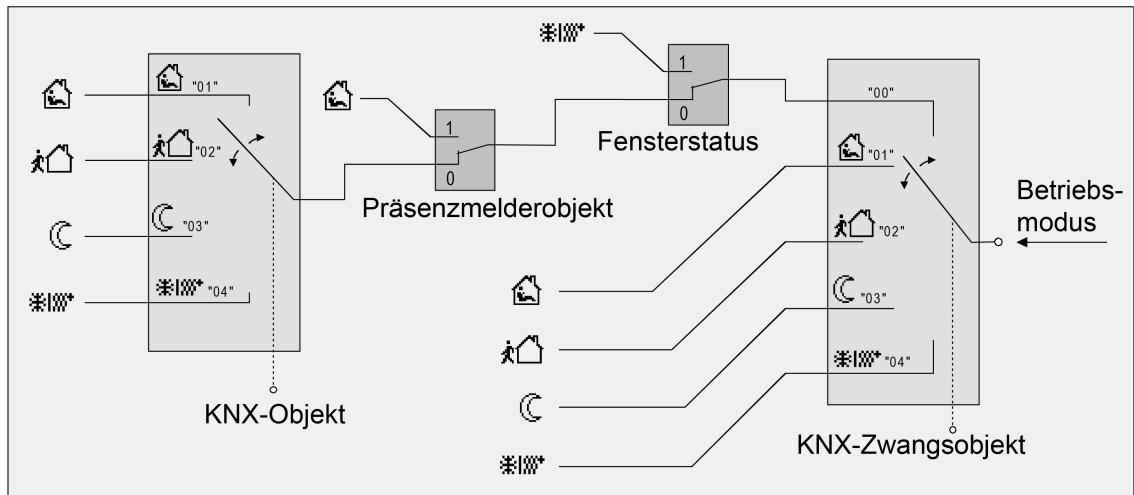 "01"
"02"
"03"
"04"
KNX-Objekt
1
0
Präsenzmelderobjekt
1
0
Fensterstatus
"00"
"01"
"02"
"03"
"04"
KNX-Zwangsobjekt
Betriebs-
modus